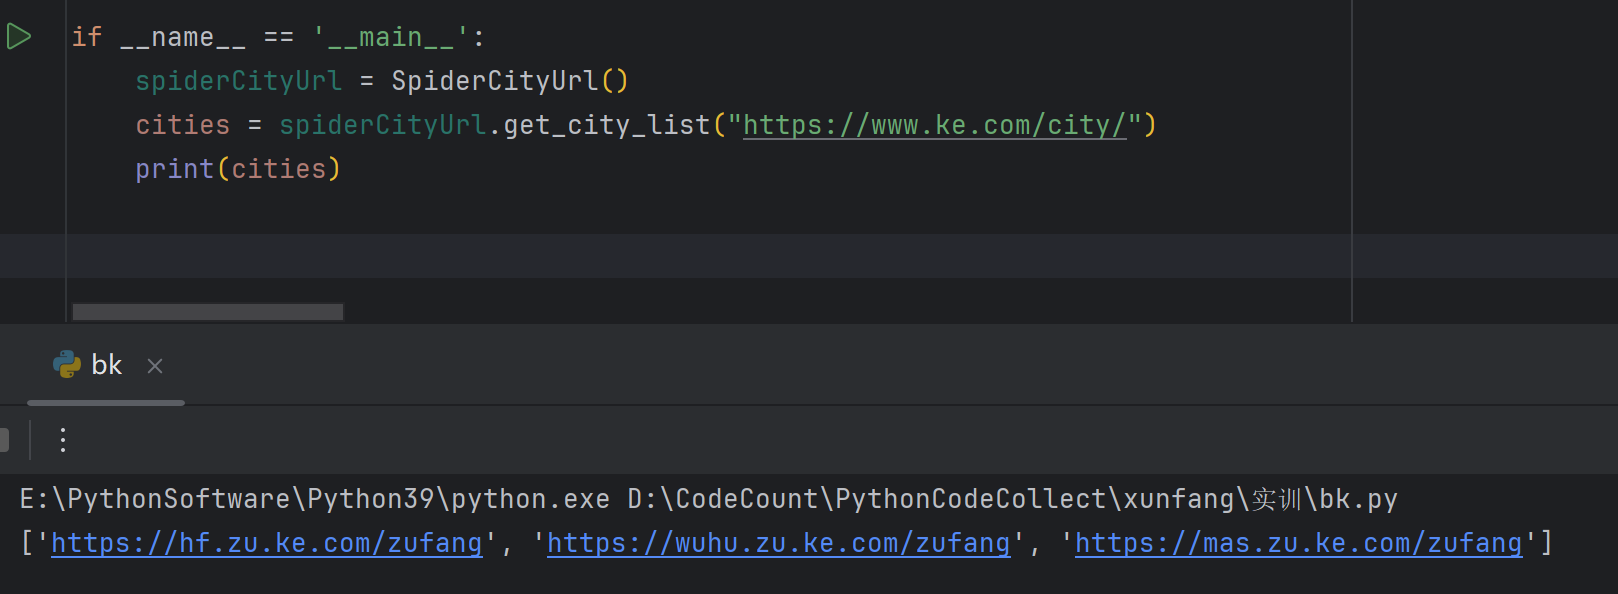 if __name__ == '__main__':
    spiderCityUrl = SpiderCityUrl()
    cities = spiderCityUrl.get_city_list("https://www.ke.com/city/")
    print(cities)
bk
E:\PythonSoftware\Python39\python.exe D:\CodeCount\PythonCodeCollect\xunfang\实训\bk.py
['https://hf.zu.ke.com/zufang', 'https://wuhu.zu.ke.com/zufang', 'https://mas.zu.ke.com/zufang']